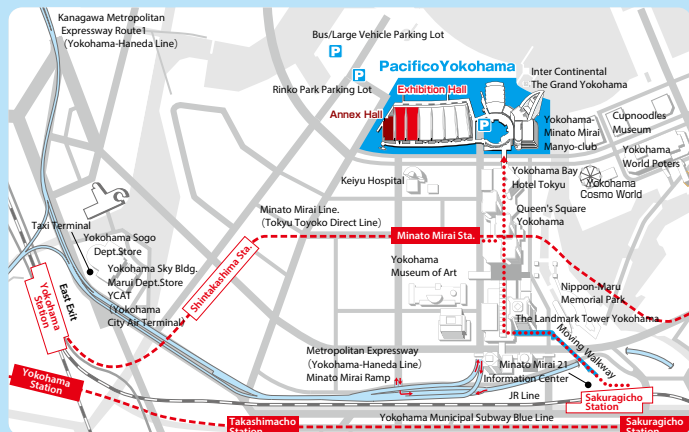 Kanagawa Metropolitan
Expressway Route1
(Yokohama-Haneda Line)
Bus/Large Vehicle Parking Lot
P
P
Rinko Park Parking Lot
PacificoYokohama
Exhibition Hall
Annex Hall
P
Inter Continental
The Grand Yokohama
Yokohama-
Minato Mirai
Manyo-club
Cupnoodles
Museum
Yokohama
World Poters
Yokohama
Cosmo World
Keiyu Hospital
Yokohama Bay
Hotel Tokyu
Queen's Square
Yokohama
Minato Mirai Line.
(Tokyu Toyoko Direct Line)
Minato Mirai Sta.
Shintakashima Sta.
Taxi Terminal
Yokohama Sogo
Dept.Store
Yokohama Sky Bldg.
Marui Dept.Store
YCAT
(Yokohama
City Air Terminal)
East Exit
Yokohama
Station
Yokohama
Museum of Art
Nippon-Maru
Memorial Park
The Landmark Tower Yokohama
Moving Walkway
Metropolitan Expressway
(Yokohama-Haneda Line)
Minato Mirai Ramp
Minato Mirai 21
Information Center
JR Line
Sakuragicho
Station
Yokohama
Station
Takashimacho
Station
Yokohama Municipal Subway Blue Line
Sakuragicho
Station